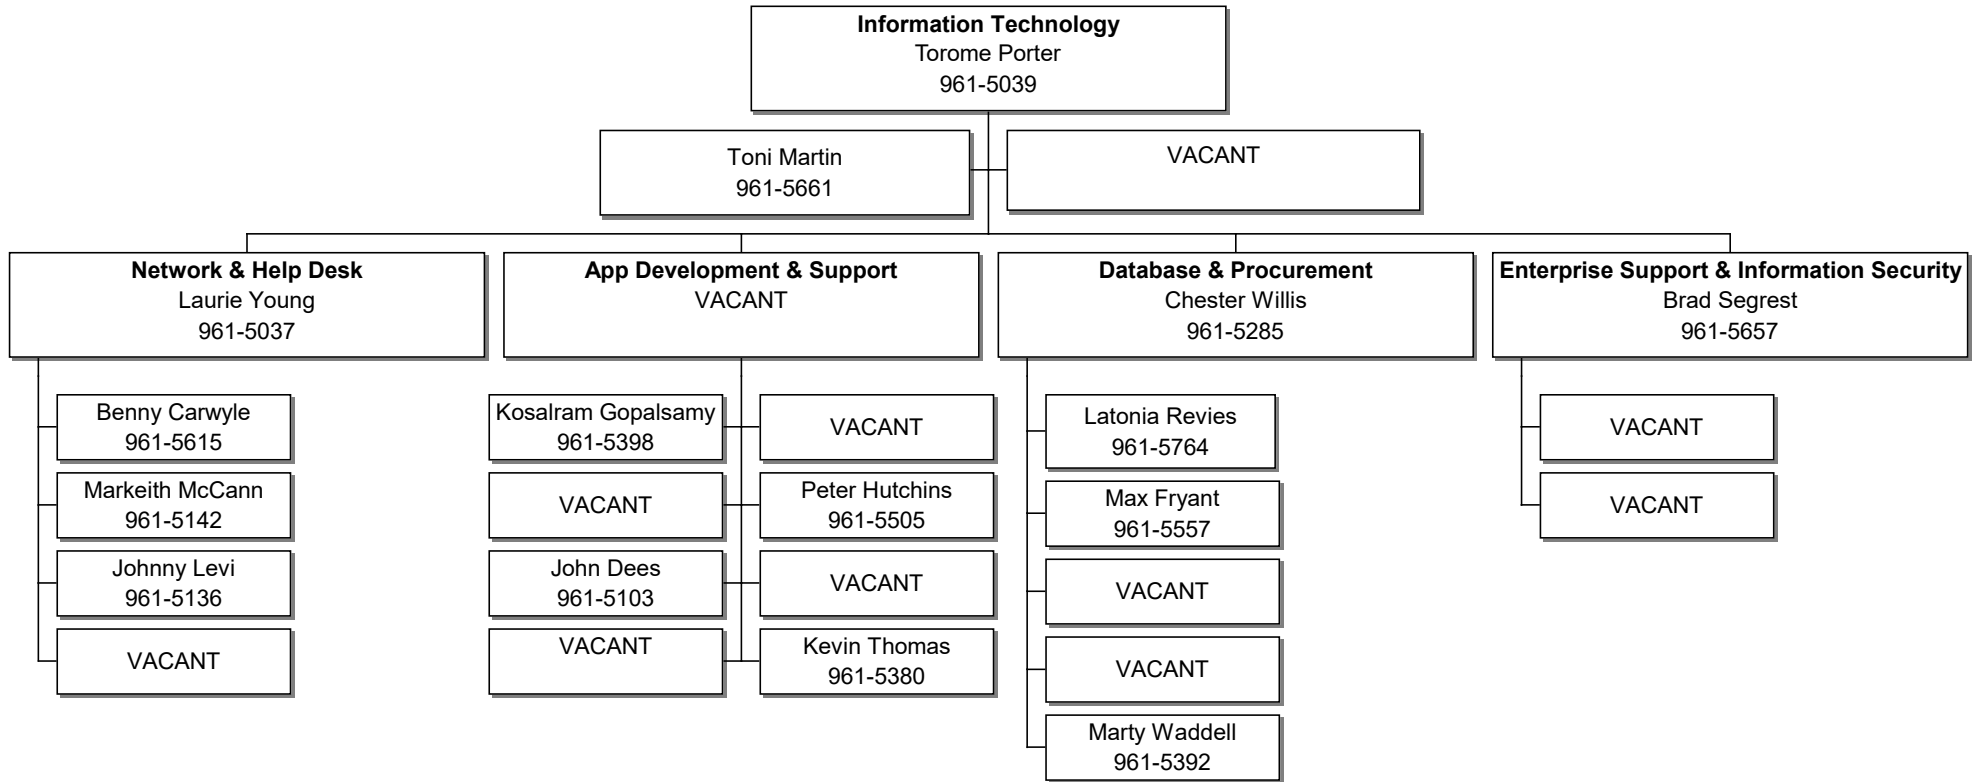 Information Technology
Torome Porter
961-5039
Toni Martin
961-5661
VACANT
Network & Help Desk
Laurie Young
961-5037
App Development & Support
VACANT
Database & Procurement
Chester Willis
961-5285
Enterprise Support & Information Security
Brad Segrest
961-5657
Benny Carwyle
961-5615
Markeith McCann
961-5142
Johnny Levi
961-5136
VACANT
Kosalram Gopalsamy
961-5398
VACANT
VACANT
Peter Hutchins
961-5505
John Dees
961-5103
VACANT
VACANT
Kevin Thomas
961-5380
Latonia Revies
961-5764
Max Fryant
961-5557
VACANT
VACANT
Marty Waddell
961-5392
VACANT
VACANT